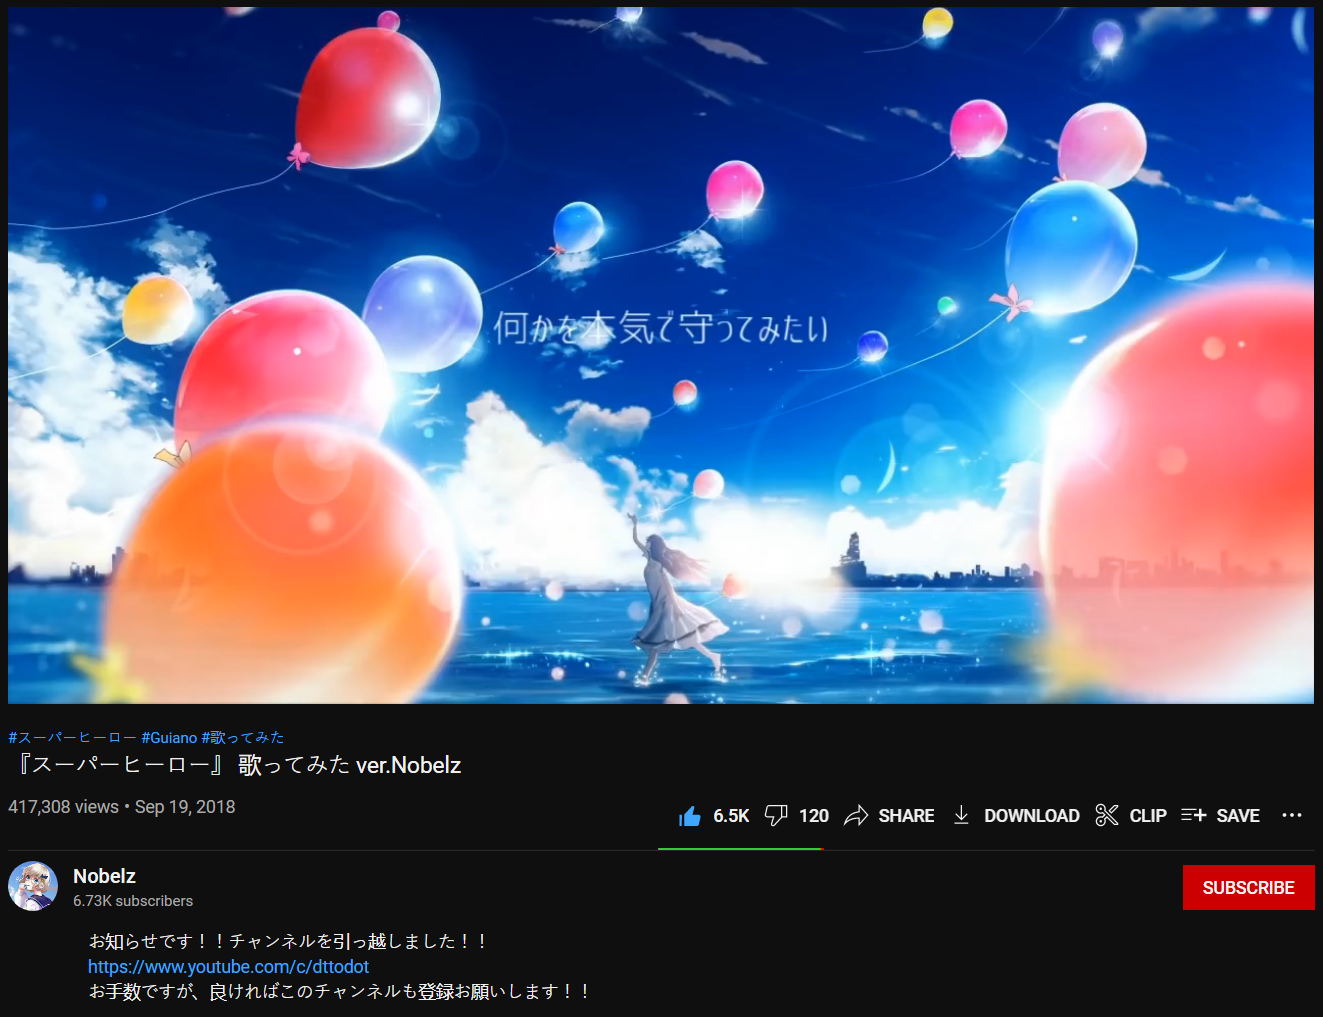 何かを本気で守ってみたい
#スーパーヒーロー #Guiano #歌ってみた
『スーパーヒーロー』 歌ってみた ver.Nobelz
417,308 views • Sep 19, 2018
6.5K 120 SHARE DOWNLOAD CLIP SAVE
Nobelz
6.73K subscribers
SUBSCRIBE
お知らせです！！チャンネルを引っ越しました！！
https://www.youtube.com/c/dttodot
お手数ですが、良ければこのチャンネルも登録お願いします！！